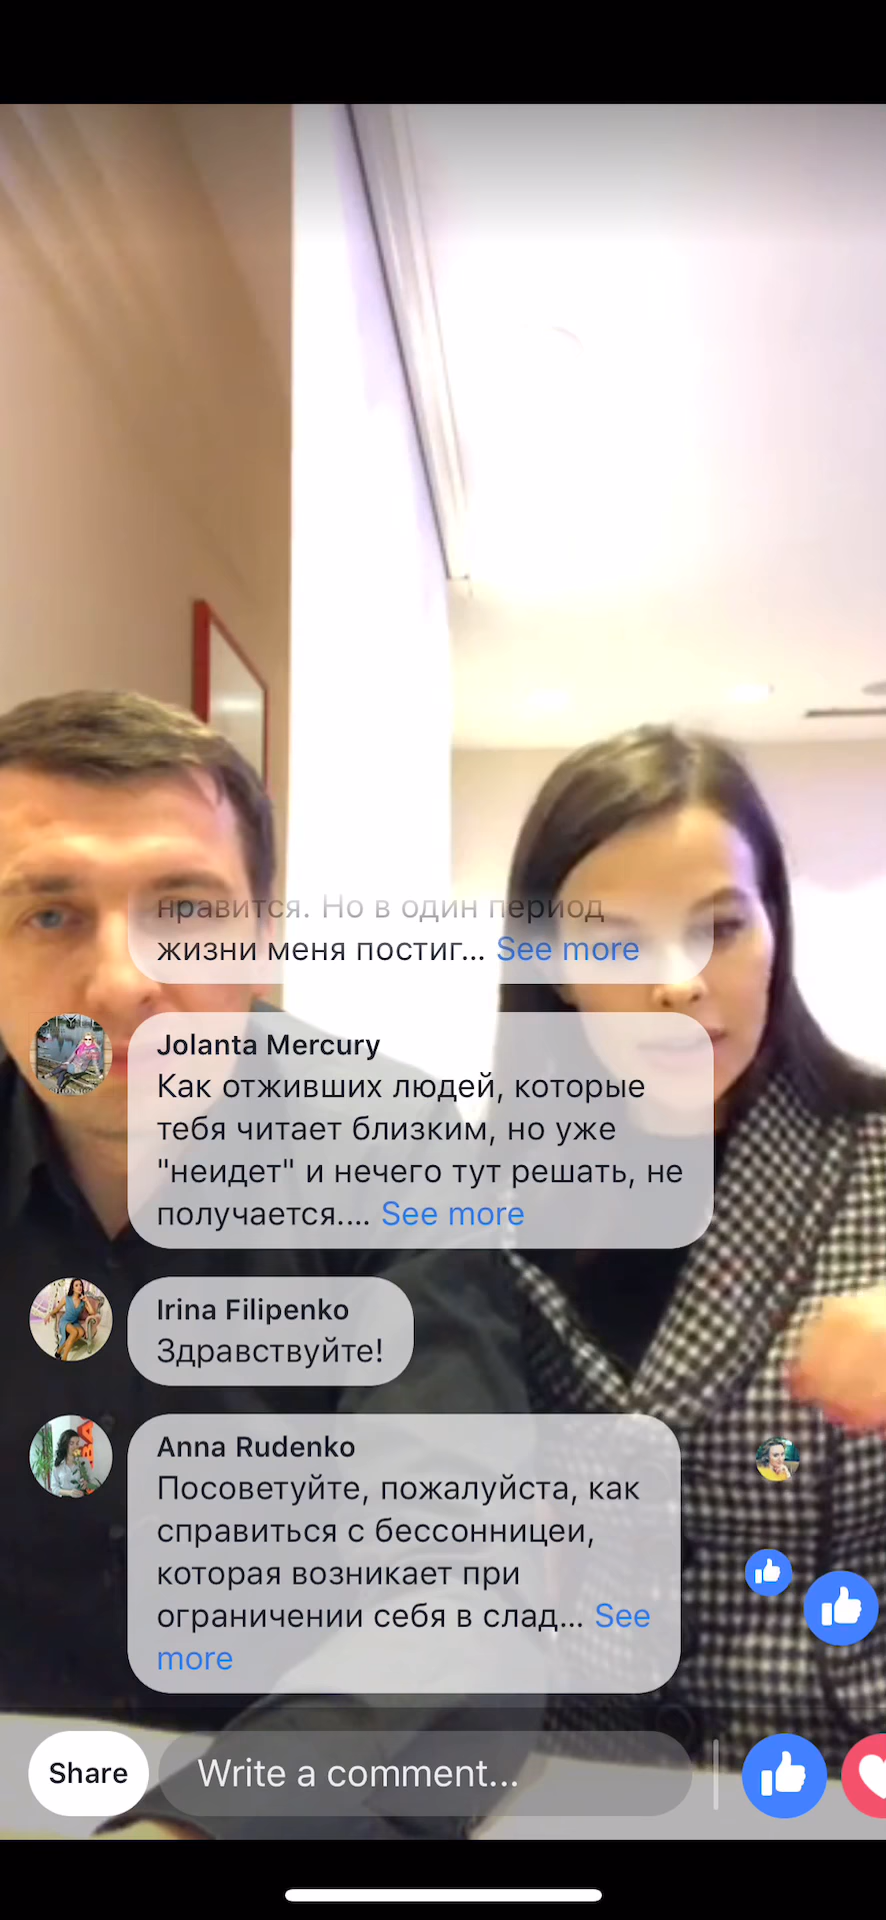 нравится. Но в один период
жизни меня постиг... See more
Jolanta Mercury
Как отживших людей, которые
тебя читает близким, но уже
"неидет" и нечего тут решать, не
получается.... See more
Irina Filipenko
Здравствуйте!
Anna Rudenko
Посоветуйте, пожалуйста, как
справиться с бессонницеи,
которая возникает при
ограничении себя в слад... See
more
Share
Write a comment...